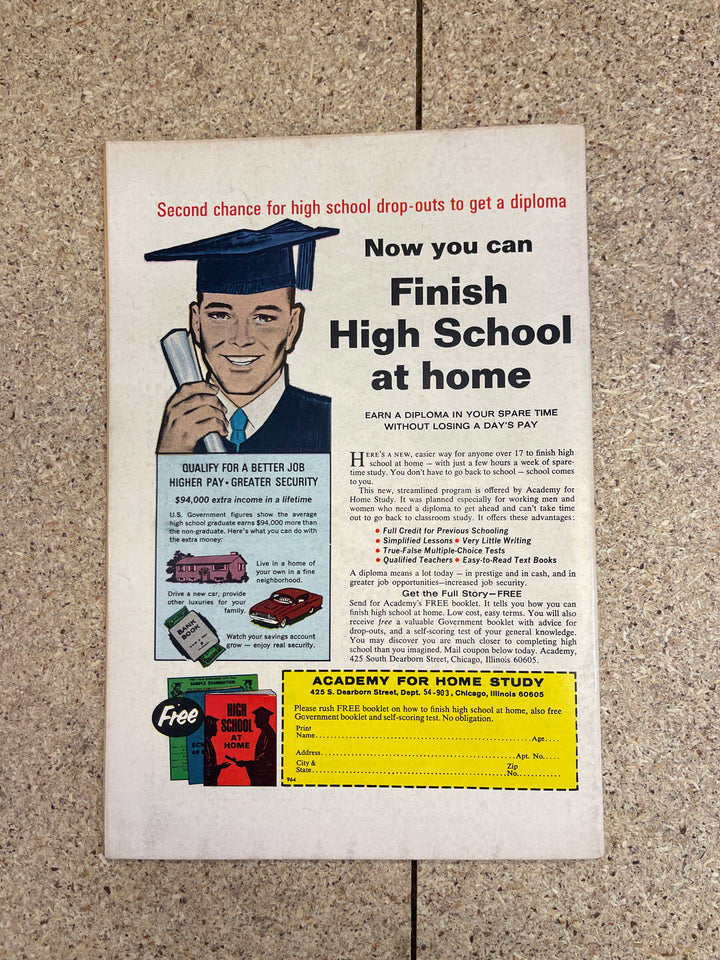 Second chance for high school drop-outs to get a diploma
Now you can
Finish
High School
at home
EARN A DIPLOMA IN YOUR SPARE TIME
WITHOUT LOSING A DAY'S PAY
QUALIFY FOR A BETTER JOB
HIGHER PAY • GREATER SECURITY
$94,000 extra income in a lifetime
U.S. Government figures show the average
high school graduate earns $94,000 more than
the non-graduate. Here's what you can do with
the extra money:
Live in a home of
your own in a fine
neighborhood.
Drive a new car, provide
other luxuries for your
family.
BANK
BOOK
Watch your savings account
grow — enjoy real security.
HERE'S A NEW, easier way for anyone over 17 to finish high
school at home — with just a few hours a week of spare-
time study. You don't have to go back to school — school comes
to you.
This new, streamlined program is offered by Academy for
Home Study. It was planned especially for working men and
women who need a diploma to get ahead and can't take time
out to go back to classroom study. It offers these advantages:
• Full Credit for Previous Schooling
• Simplified Lessons • Very Little Writing
• True-False Multiple-Choice Tests
• Qualified Teachers • Easy-to-Read Text Books
A diploma means a lot today — in prestige and in cash, and in
greater job opportunities—increased job security.
Get the Full Story—FREE
Send for Academy's FREE booklet. It tells you how you can
finish high school at home. Low cost, easy terms. You will also
receive free a valuable Government booklet with advice for
drop-outs, and a self-scoring test of your general knowledge.
You may discover you are much closer to completing high
school than you imagined. Mail coupon below today. Academy,
425 South Dearborn Street, Chicago, Illinois 60605.
SAMPLE EXAMINATION
Free
HIGH
SCHOOL
AT
HOME
ACADEMY FOR HOME STUDY
425 S. Dearborn Street, Dept. 54-903, Chicago, Illinois 60605
Please rush FREE booklet on how to finish high school at home, also free
Government booklet and self-scoring test. No obligation.
Print
Name Age
Address Apt. No.
City & Zip
State No.
964